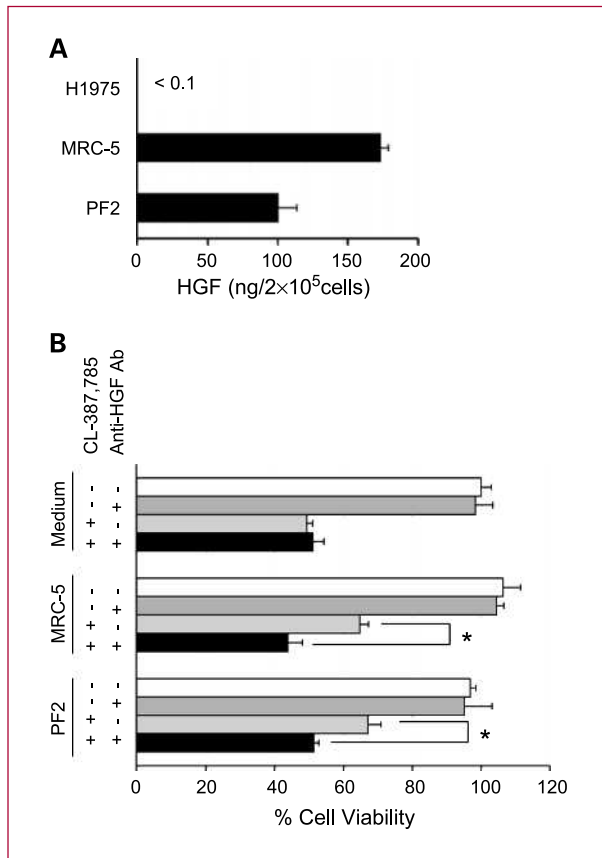 A
H1975
< 0.1
MRC-5
PF2
0 50 100 150 200
HGF (ng/2×10⁵cells)
B
CL-387,785
Anti-HGF Ab
Medium
- -
- +
+ -
+ +
MRC-5
- -
- +
+ -
+ +
*
PF2
- -
- +
+ -
+ +
*
0 20 40 60 80 100 120
% Cell Viability